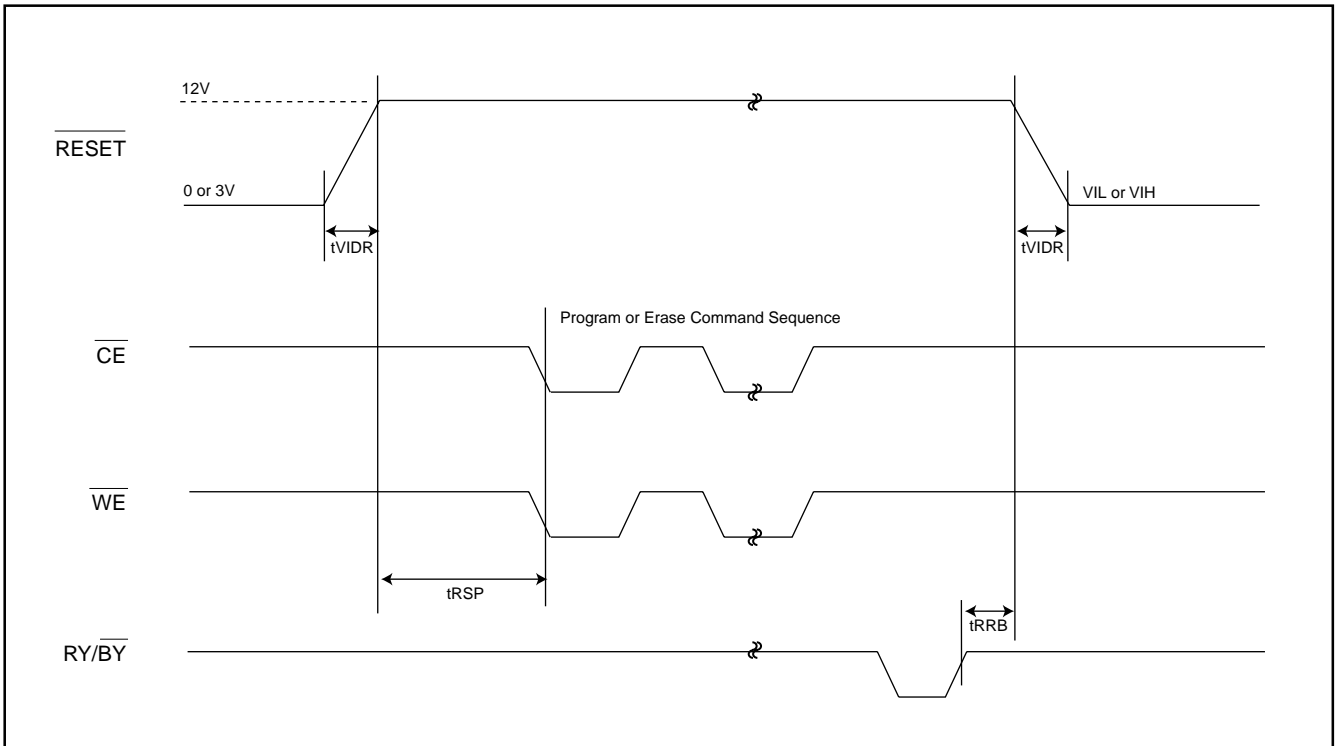 12V
RESET
0 or 3V
VIL or VIH
tVIDR
tVIDR
Program or Erase Command Sequence
CE
WE
tRSP
tRRB
RY/BY